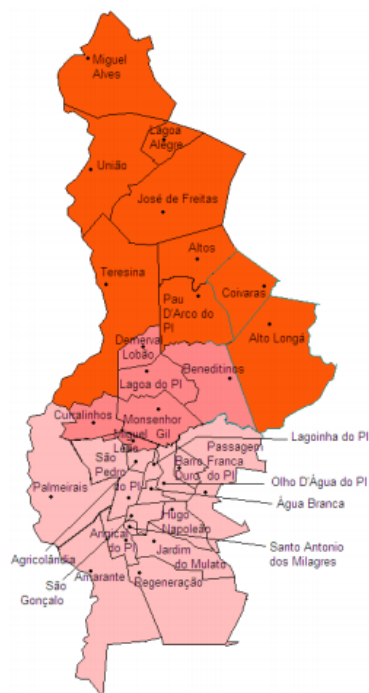 Miguel
Alves
Lagoa
Alegre
União
José de Freitas
Altos
Teresina
Coivaras
Pau
D'Arco do
PI
Alto Longá
Demerval
Lobão
Beneditinos
Lagoa do PI
Curralinhos
Monsenhor
Gil
Miguel
Leão
Lagoinha do PI
Passagem
Franca
do PI
São
Pedro
do PI
Barro
Duro
Palmeirais
Olho D'Água do PI
Água Branca
Hugo
Napoleão
Santo Antonio
dos Milagres
Angical
do PI
Agricolândia
Jardim
do Mulato
São
Gonçalo
Amarante
Regeneração